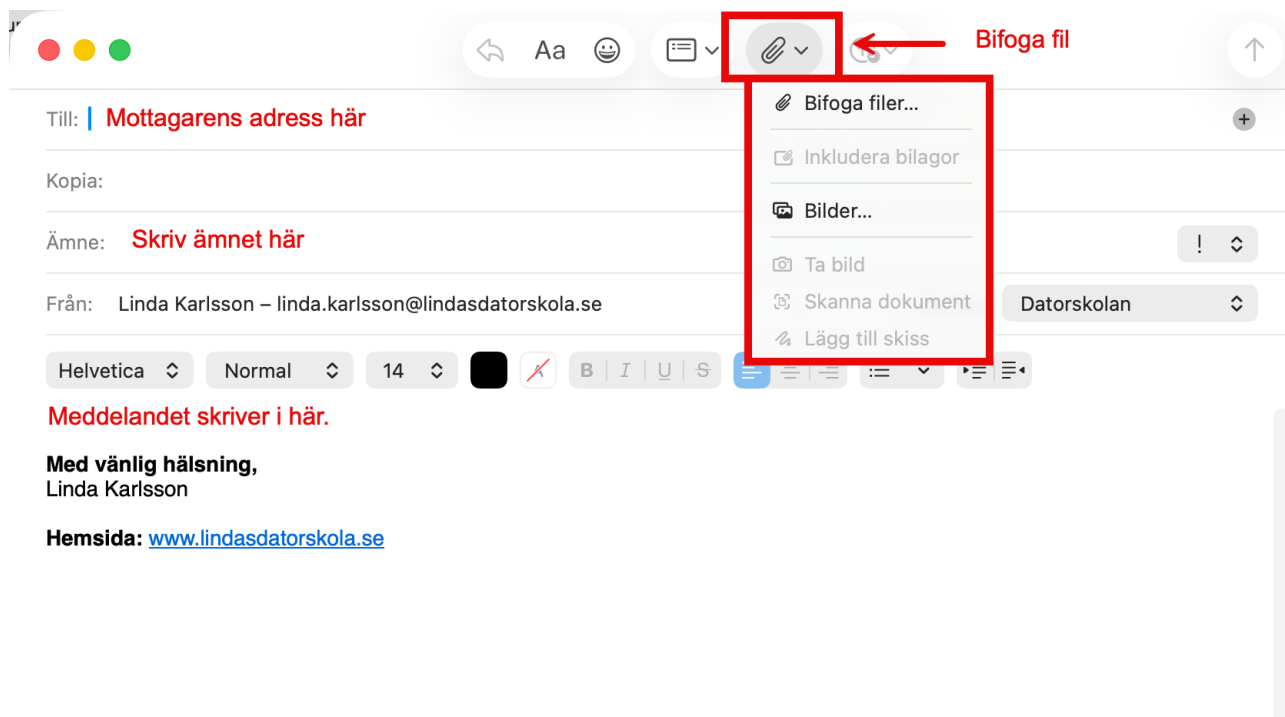 Aa
Bifoga fil
Till: Mottagarens adress här
Bifoga filer...
Inkludera bilagor
Kopia:
Bilder...
Ämne: Skriv ämnet här
!
Ta bild
Från: Linda Karlsson – linda.karlsson@lindasdatorskola.se
Skanna dokument
Datorskolan
Lägg till skiss
Helvetica Normal 14 B I U S
Meddelandet skriver i här.
Med vänlig hälsning,
Linda Karlsson
Hemsida: www.lindasdatorskola.se